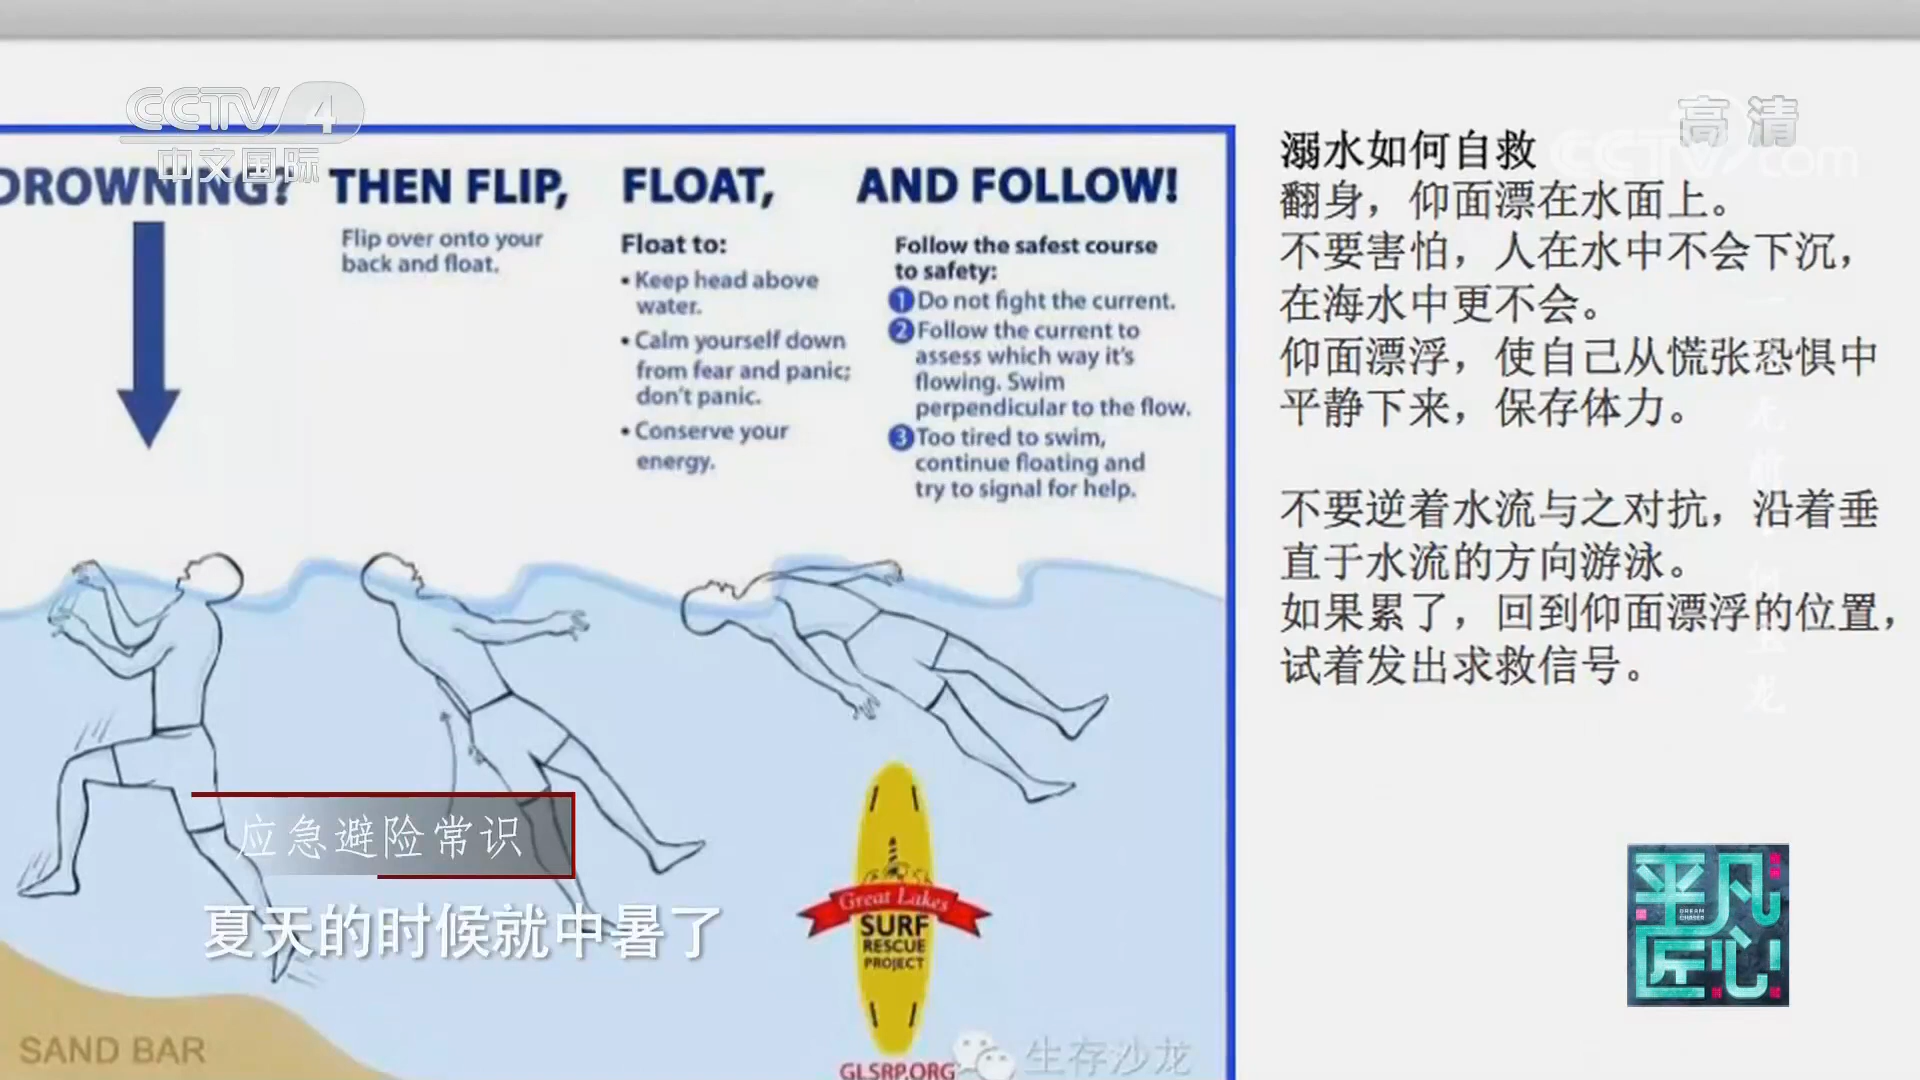 CCTV 4
中文国际
高清
CCTV.com
DROWNING?
THEN FLIP,
Flip over onto your
back and float.
FLOAT,
Float to:
• Keep head above
water.
• Calm yourself down
from fear and panic;
don't panic.
• Conserve your
energy.
AND FOLLOW!
Follow the safest course
to safety:
1 Do not fight the current.
2 Follow the current to
assess which way it's
flowing. Swim
perpendicular to the flow.
3 Too tired to swim,
continue floating and
try to signal for help.
溺水如何自救
翻身，仰面漂在水面上。
不要害怕，人在水中不会下沉，
在海水中更不会。
仰面漂浮，使自己从慌张恐惧中
平静下来，保存体力。
不要逆着水流与之对抗，沿着垂
直于水流的方向游泳。
如果累了，回到仰面漂浮的位置，
试着发出求救信号。
应急避险常识
夏天的时候就中暑了
Great Lakes
SURF
RESCUE
PROJECT
GLSRP.ORG
SAND BAR
生存沙龙
平凡
匠心
DREAM